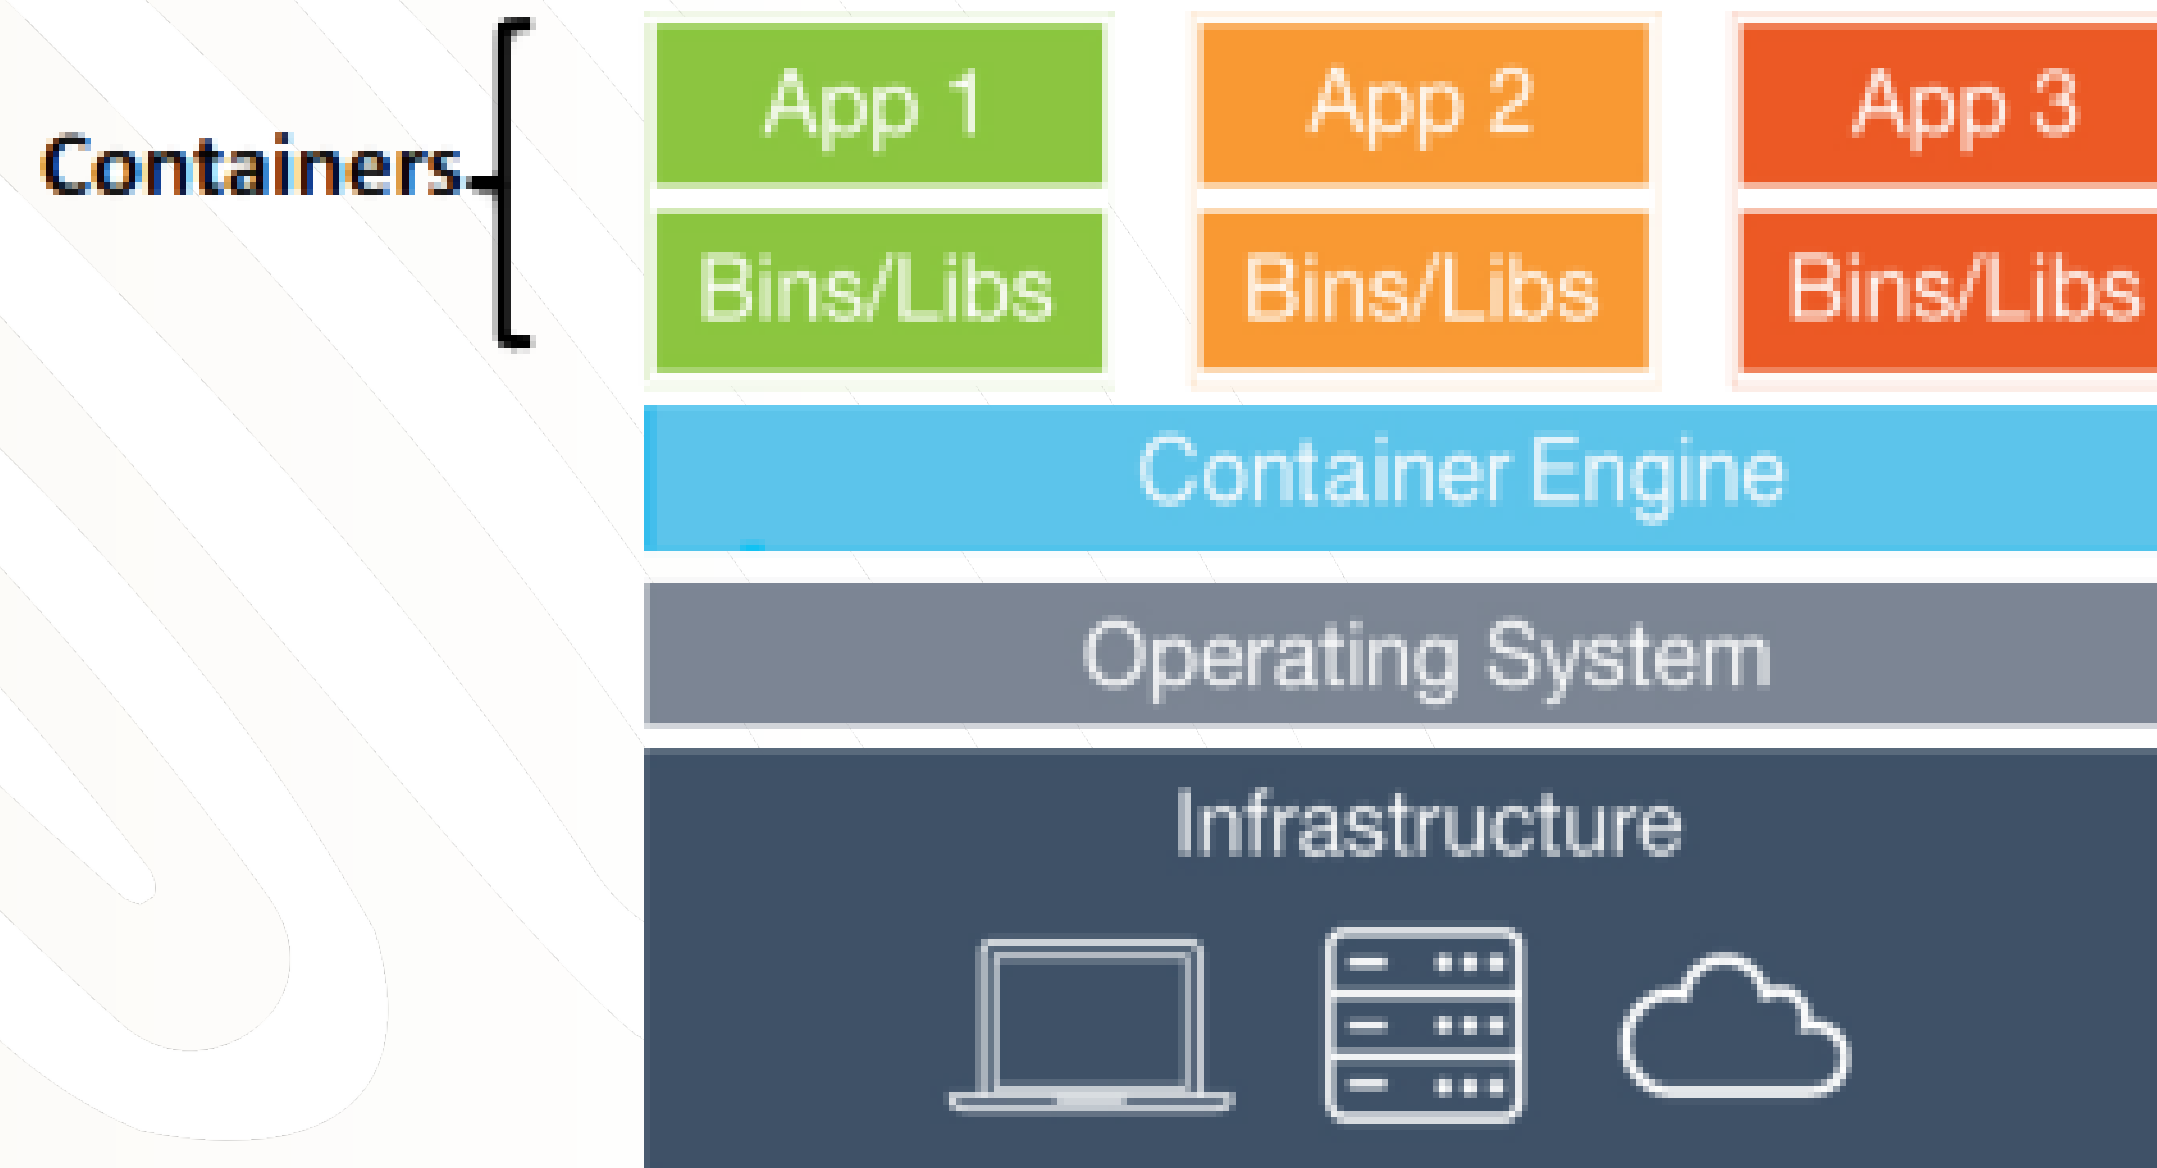 Containers
App 1
App 2
App 3
Bins/Libs
Bins/Libs
Bins/Libs
Container Engine
Operating System
Infrastructure